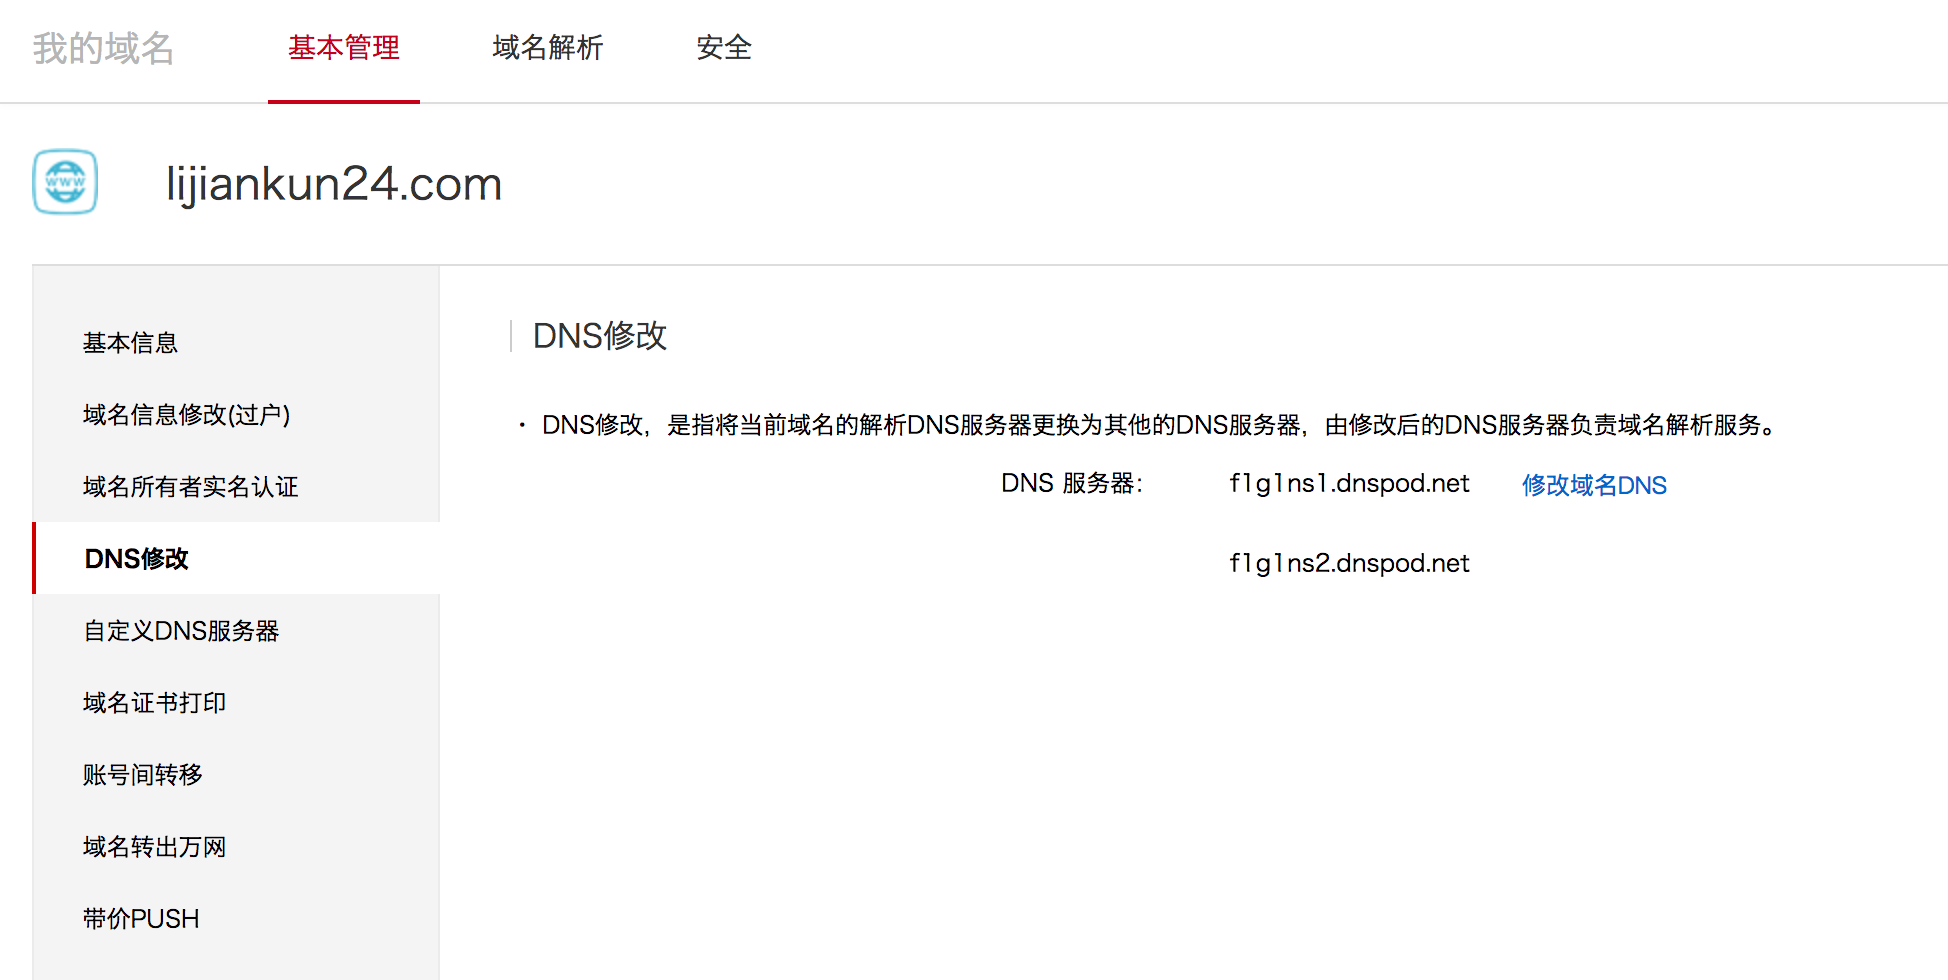 我的域名 基本管理 域名解析 安全
www
lijiankun24.com
基本信息
域名信息修改(过户)
域名所有者实名认证
DNS修改
自定义DNS服务器
域名证书打印
账号间转移
域名转出万网
带价PUSH
DNS修改
· DNS修改，是指将当前域名的解析DNS服务器更换为其他的DNS服务器，由修改后的DNS服务器负责域名解析服务。
DNS 服务器： f1g1ns1.dnspod.net 修改域名DNS
f1g1ns2.dnspod.net